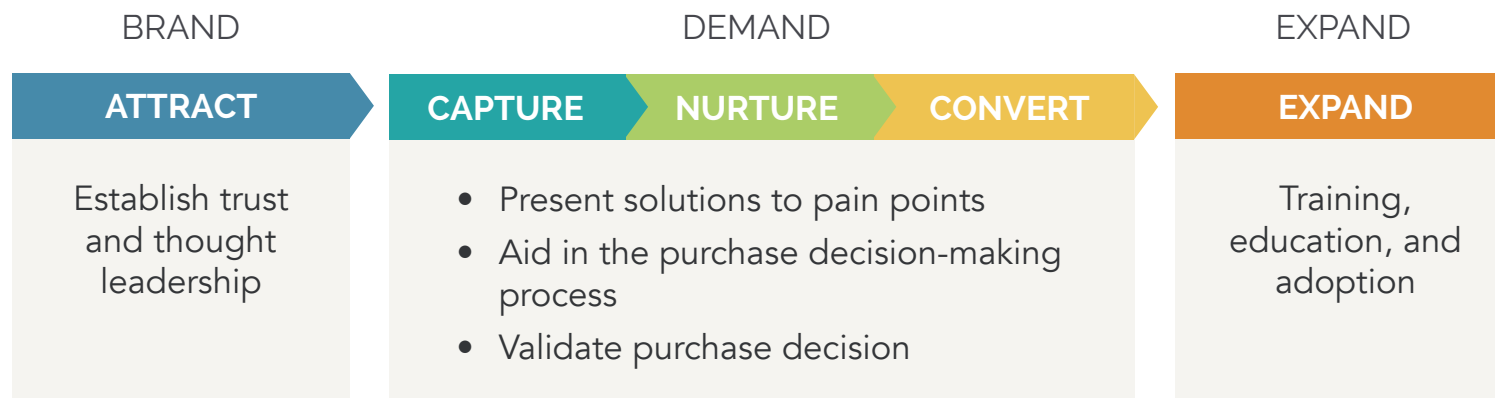 BRAND
DEMAND
EXPAND
ATTRACT
CAPTURE
NURTURE
CONVERT
EXPAND
Establish trust
and thought
leadership
• Present solutions to pain points
• Aid in the purchase decision-making
process
• Validate purchase decision
Training,
education, and
adoption